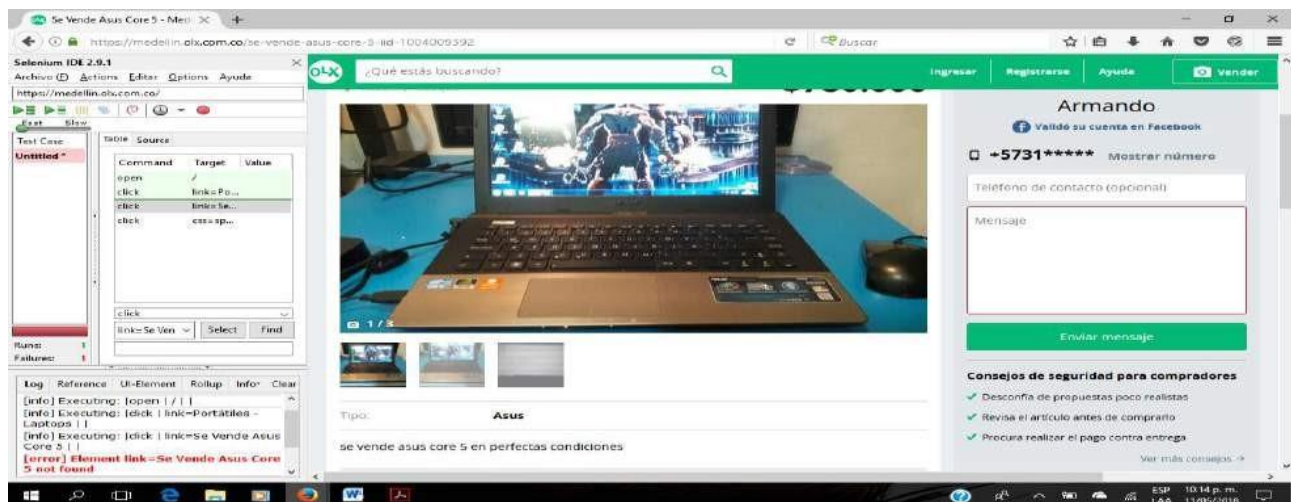 Se Vende Asus Core 5 - Med
https://medellin.olx.com.co/se-vende-asus-core-5-iid-1004009392
Buscar
Selenium IDE 2.9.1
Archivo (F) Actions Editar Options Ayuda
https://medellin.olx.com.co/
Fast Slow
Test Case
Untitled *
Table Source
Command Target Value
open /
click link=Po...
click link=Se...
click css=sp...
click
link=Se Ven Select Find
Runs: 1
Failures: 1
Log Reference UI-Element Rollup Info Clear
[info] Executing: |open | / | |
[info] Executing: |click | link=Portátiles -
Laptops | |
[info] Executing: |click | link=Se Vende Asus
Core 5 | |
[error] Element link=Se Vende Asus Core
5 not found
OLX
¿Qué estás buscando?
Ingresar Registrarse Ayuda Vender
1 / 3
Tipo: Asus
se vende asus core 5 en perfectas condiciones
Armando
Validó su cuenta en Facebook
+5731***** Mostrar número
Teléfono de contacto (opcional)
Mensaje
Enviar mensaje
Consejos de seguridad para compradores
Desconfía de propuestas poco realistas
Revisa el artículo antes de comprarlo
Procura realizar el pago contra entrega
Ver más consejos
ESP
LAA
10:14 p. m.